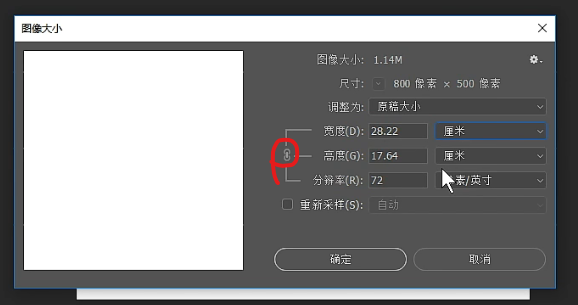 图像大小
图像大小: 1.14M
尺寸: 800 像素 × 500 像素
调整为: 原稿大小
宽度(D): 28.22 厘米
高度(G): 17.64 厘米
分辨率(R): 72 素/英寸
重新采样(S): 自动
确定 取消